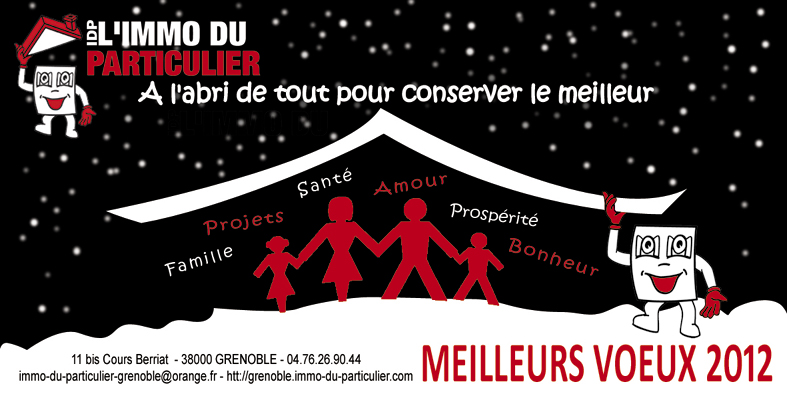 IDP L'IMMO DU
PARTICULIER
A l'abri de tout pour conserver le meilleur
Santé
Amour
Projets
Prospérité
Famille
Bonheur
11 bis Cours Berriat - 38000 GRENOBLE - 04.76.26.90.44
immo-du-particulier-grenoble@orange.fr - htt://grenoble.immo-du-particulier.com
MEILLEURS VOEUX 2012